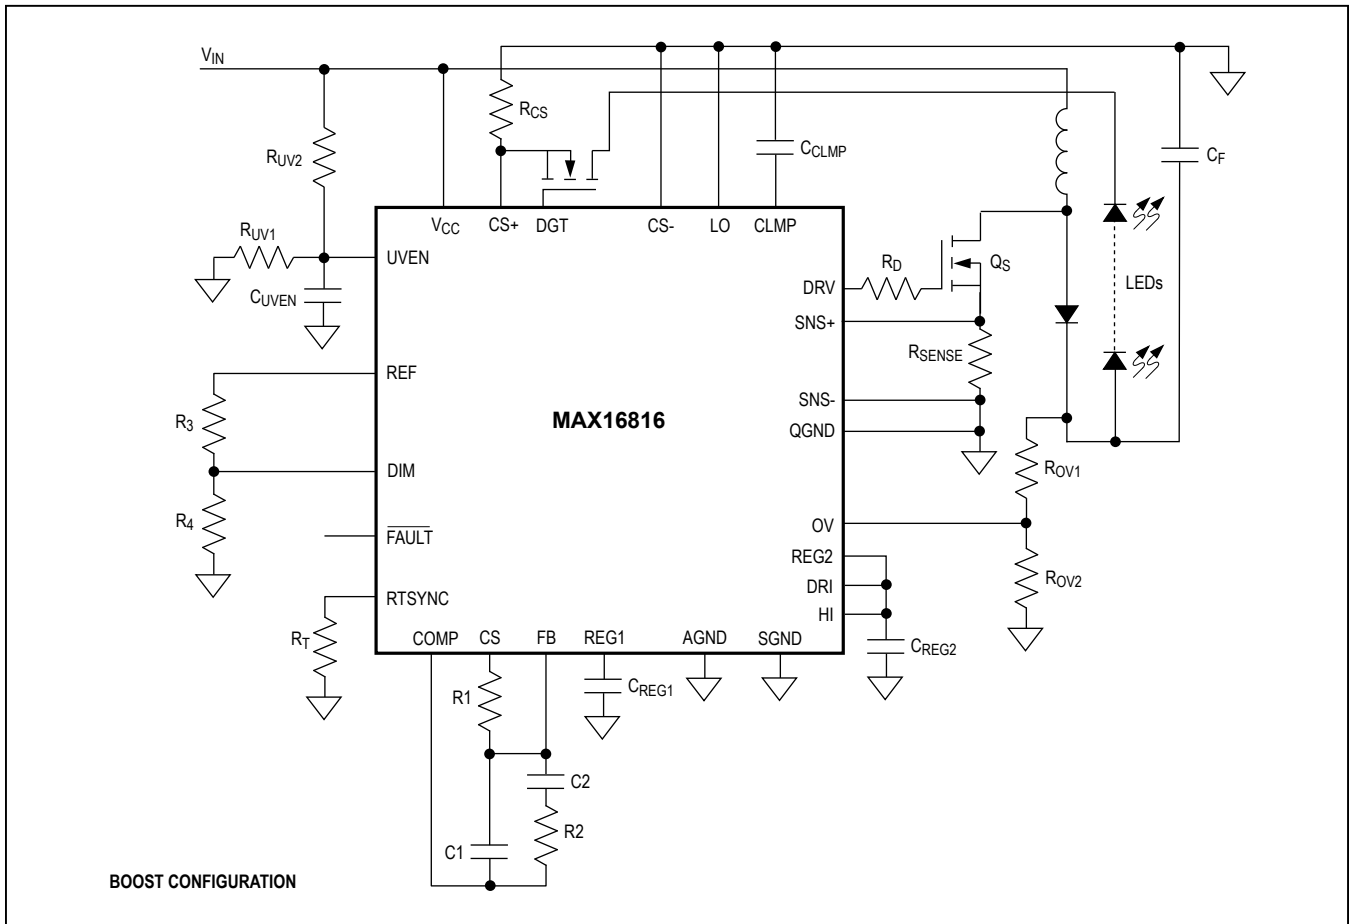 VIN
RCS
RUV2
CCLMP
CF
VCC
CS+
DGT
CS-
LO
CLMP
RUV1
UVEN
CUVEN
RD
QS
LEDs
DRV
SNS+
RSENSE
REF
SNS-
R3
MAX16816
QGND
DIM
ROV1
R4
OV
FAULT
REG2
ROV2
DRI
RTSYNC
HI
COMP
CS
FB
REG1
AGND
SGND
RT
CREG2
R1
CREG1
C2
R2
C1
BOOST CONFIGURATION